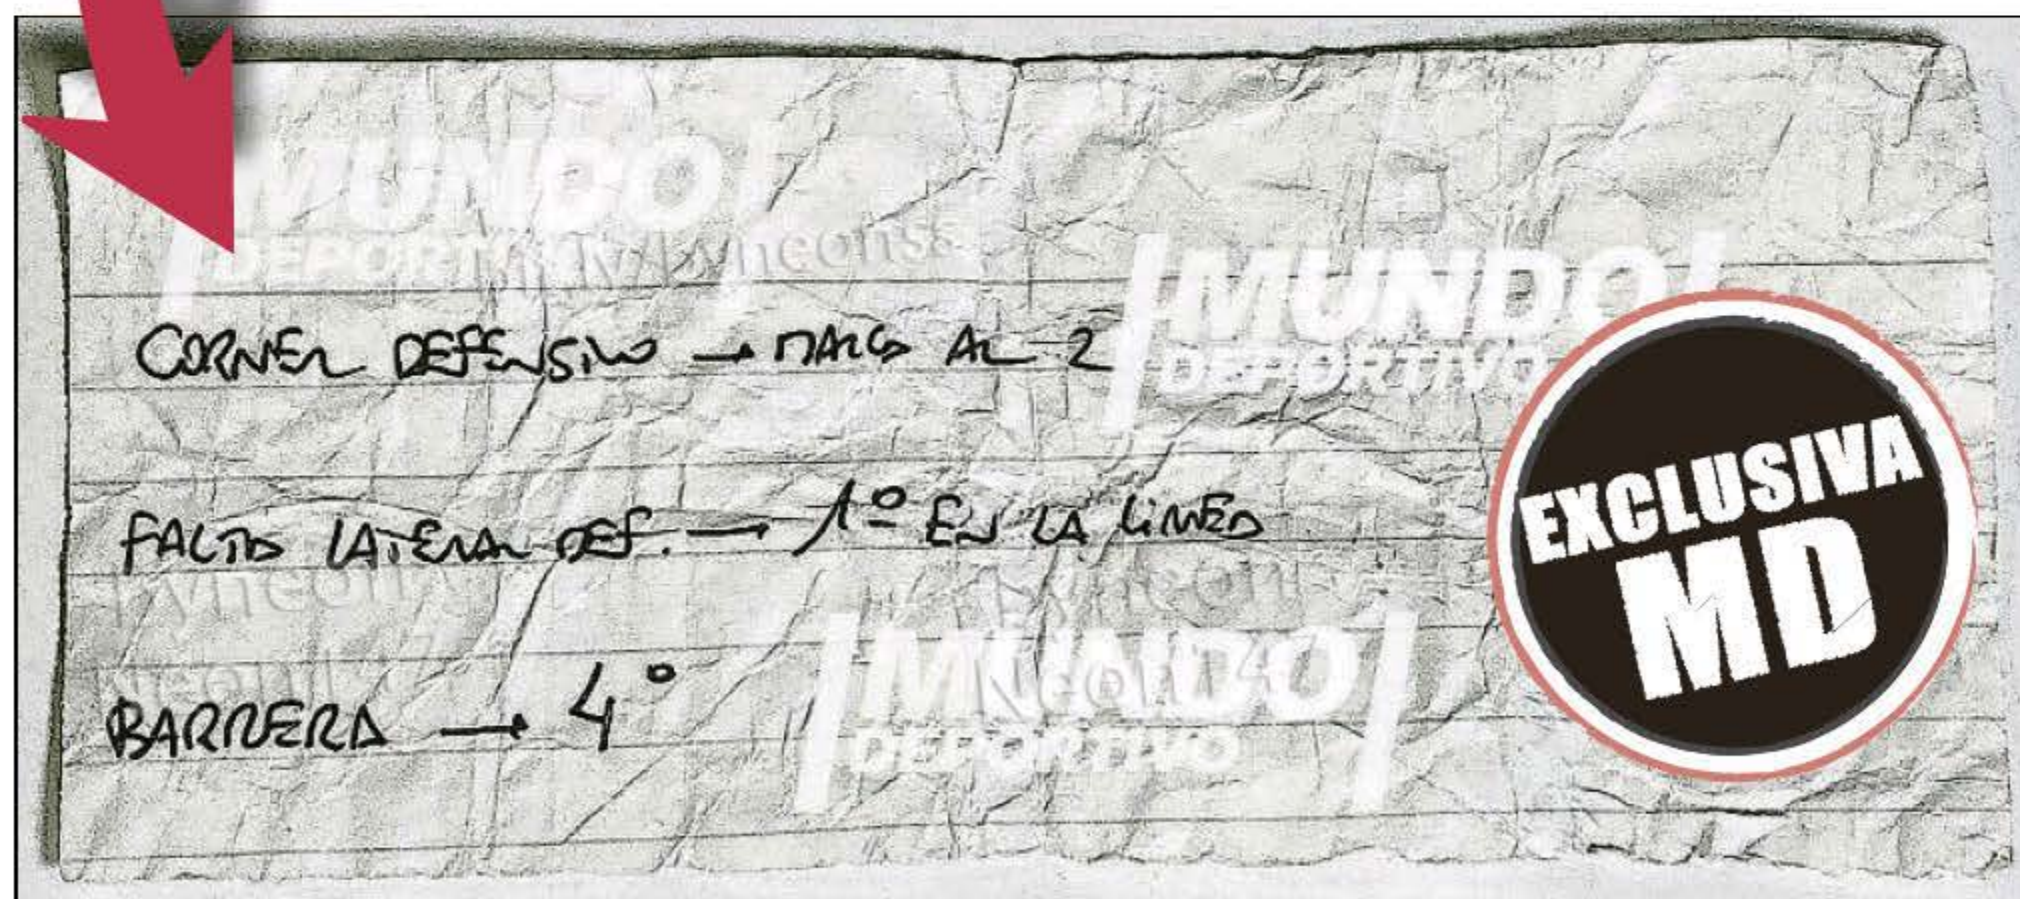 MUNDO
DEPORTIVO
MUNDO
DEPORTIVO
CORNER DEFENSIVO → MARCO AL 2
EXCLUSIVA
MD
FALTA LATERAL DEF. → 1º EN LA LINEA
BARRERA → 4º
MUNDO
DEPORTIVO